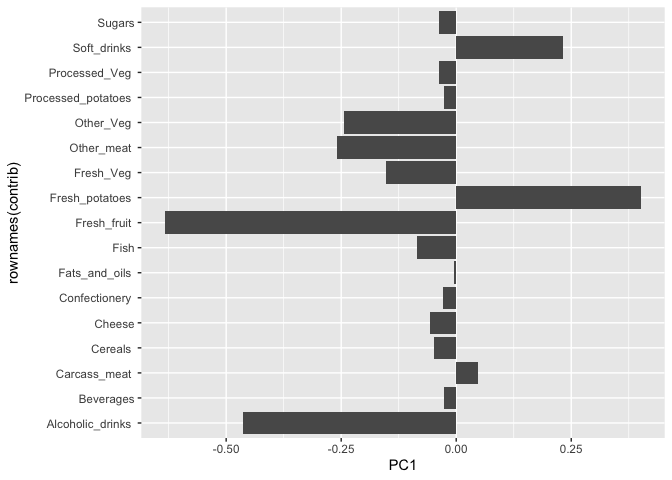 rownames(contrib)
Sugars
Soft_drinks
Processed_Veg
Processed_potatoes
Other_Veg
Other_meat
Fresh_Veg
Fresh_potatoes
Fresh_fruit
Fish
Fats_and_oils
Confectionery
Cheese
Cereals
Carcass_meat
Beverages
Alcoholic_drinks
-0.50 -0.25 0.00 0.25
PC1